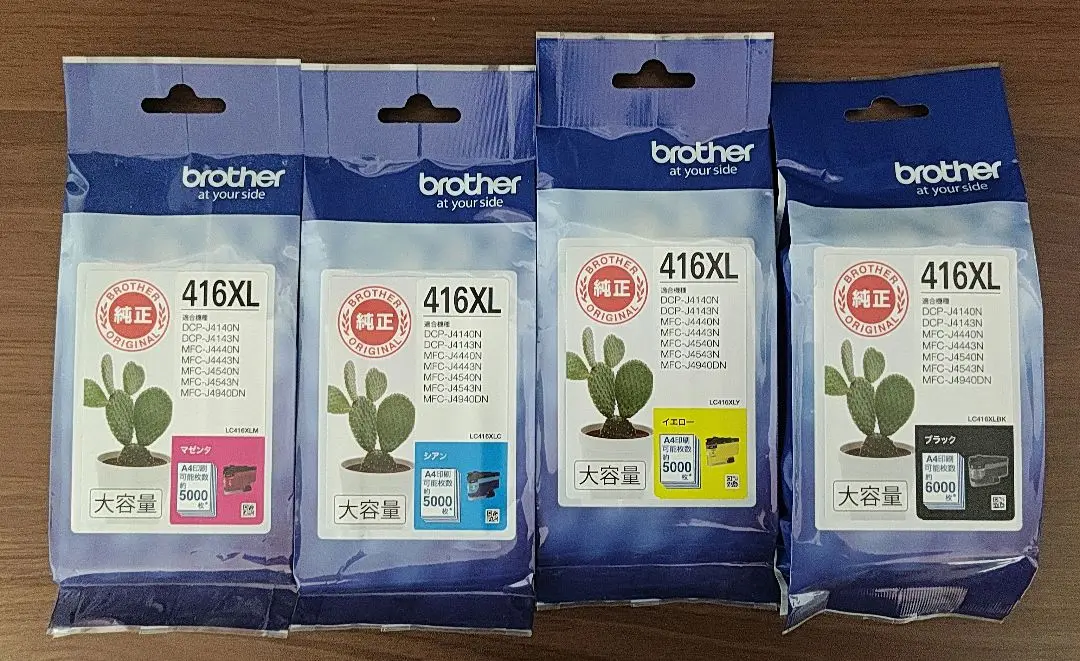 brother
at your side
BROTHER
純正
ORIGINAL
416XL
適合機種
DCP-J4140N
DCP-J4143N
MFC-J4440N
MFC-J4443N
MFC-J4540N
MFC-J4543N
MFC-J4940DN
LC416XLM
マゼンタ
A4印刷
可能枚数
約
5000
枚*
大容量
brother
at your side
BROTHER
純正
ORIGINAL
416XL
適合機種
DCP-J4140N
DCP-J4143N
MFC-J4440N
MFC-J4443N
MFC-J4540N
MFC-J4543N
MFC-J4940DN
LC416XLC
シアン
A4印刷
可能枚数
約
5000
枚*
大容量
brother
at your side
BROTHER
純正
ORIGINAL
416XL
適合機種
DCP-J4140N
DCP-J4143N
MFC-J4440N
MFC-J4443N
MFC-J4540N
MFC-J4543N
MFC-J4940DN
LC416XLY
イエロー
A4印刷
可能枚数
約
5000
枚*
大容量
brother
at your side
BROTHER
純正
ORIGINAL
416XL
適合機種
DCP-J4140N
DCP-J4143N
MFC-J4440N
MFC-J4443N
MFC-J4540N
MFC-J4543N
MFC-J4940DN
LC416XLBK
ブラック
A4印刷
可能枚数
約
6000
枚*
大容量